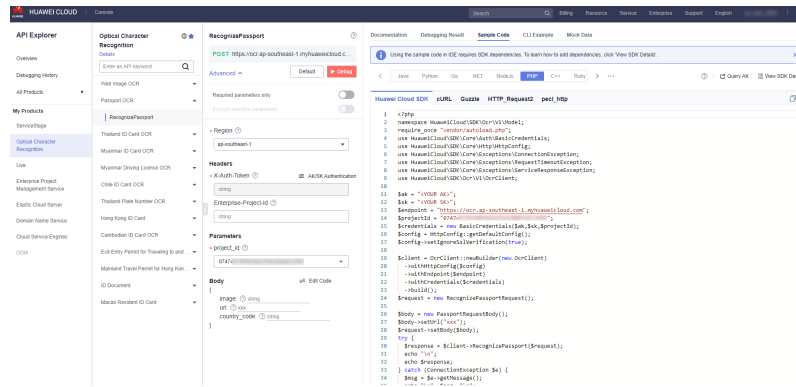 HUAWEI CLOUD
Console
Search
Billing
Resource
Service
Enterprise
Support
English
API Explorer
Overview
Debugging History
All Products
My Products
ServiceStage
Optical Character
Recognition
Live
Enterprise Project
Management Service
Elastic Cloud Server
Domain Name Service
Cloud Service Engines
OOM
Optical Character
Recognition
Details
Enter an API keyword.
Web Image OCR
Passport OCR
RecognizePassport
Thailand ID Card OCR
Myanmar ID Card OCR
Myanmar Driving License OCR
Chile ID Card OCR
Thailand Plate Number OCR
Hong Kong ID Card
Cambodian ID Card OCR
Exit-Entry Permit for Traveling to and ...
Mainland Travel Permit for Hong Kon...
ID Document
Macao Resident ID Card
RecognizePassport
POST https://ocr.ap-southeast-1.myhuaweicloud.c...
Advanced
Default
Debug
Required parameters only
Encrypt sensitive parameters
* Region
ap-southeast-1
Headers
* X-Auth-Token
AK/SK Authentication
string
Enterprise-Project-Id
string
Parameters
* project_id
0747
Body
Edit Code
{
image: string
url: xxx
country_code: string
}
Documentation
Debugging Result
Sample Code
CLI Example
Mock Data
Using the sample code in IDE requires SDK dependencies. To learn how to add dependencies, click 'View SDK Details'.
Java
Python
Go
NET
NodeJs
PHP
C++
Ruby
Query AK
View SDK Det
Huawei Cloud SDK
cURL
Guzzle
HTTP_Request2
pecl_http
1 <?php
2 namespace HuaweiCloud\SDK\Ocr\V1\Model;
3 require_once "vendor/autoload.php";
4 use HuaweiCloud\SDK\Core\Auth\BasicCredentials;
5 use HuaweiCloud\SDK\Core\Http\HttpConfig;
6 use HuaweiCloud\SDK\Core\Exceptions\ConnectionException;
7 use HuaweiCloud\SDK\Core\Exceptions\RequestTimeoutException;
8 use HuaweiCloud\SDK\Core\Exceptions\ServiceResponseException;
9 use HuaweiCloud\SDK\Ocr\V1\OcrClient;
10
11 $ak = "<YOUR AK>";
12 $sk = "<YOUR SK>";
13 $endpoint = "https://ocr.ap-southeast-1.myhuaweicloud.com";
14 $projectId = "0747
15 $credentials = new BasicCredentials($ak,$sk,$projectId);
16 $config = HttpConfig::getDefaultConfig();
17 $config->setIgnoreSslVerification(true);
18
19 $client = OcrClient::newBuilder(new OcrClient)
20 ->withHttpConfig($config)
21 ->withEndpoint($endpoint)
22 ->withCredentials($credentials)
23 ->build();
24 $request = new RecognizePassportRequest();
25
26 $body = new PassportRequestBody();
27 $body->setUrl("xxx");
28 $request->setBody($body);
29 try {
30 $response = $client->RecognizePassport($request);
31 echo "\n";
32 echo $response;
33 } catch (ConnectionException $e) {
34 $msg = $e->getMessage();